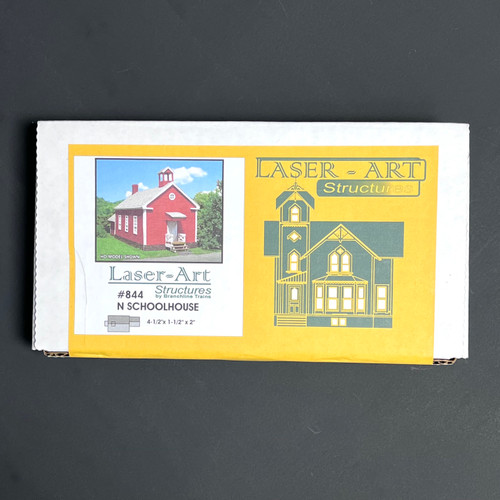 HO MODEL SHOWN
Laser-Art
Structures
by Branchline Trains
#844
N SCHOOLHOUSE
4-1/2"x 1-1/2" x 2"
LASER - ART
Structures